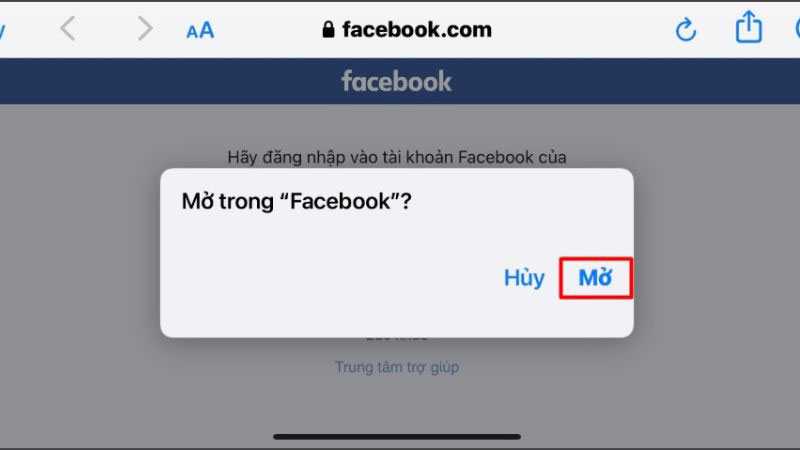 AA
facebook.com
facebook
Hãy đăng nhập vào tài khoản Facebook của
Mở trong “Facebook”?
Hủy
Mở
Trung tâm trợ giúp